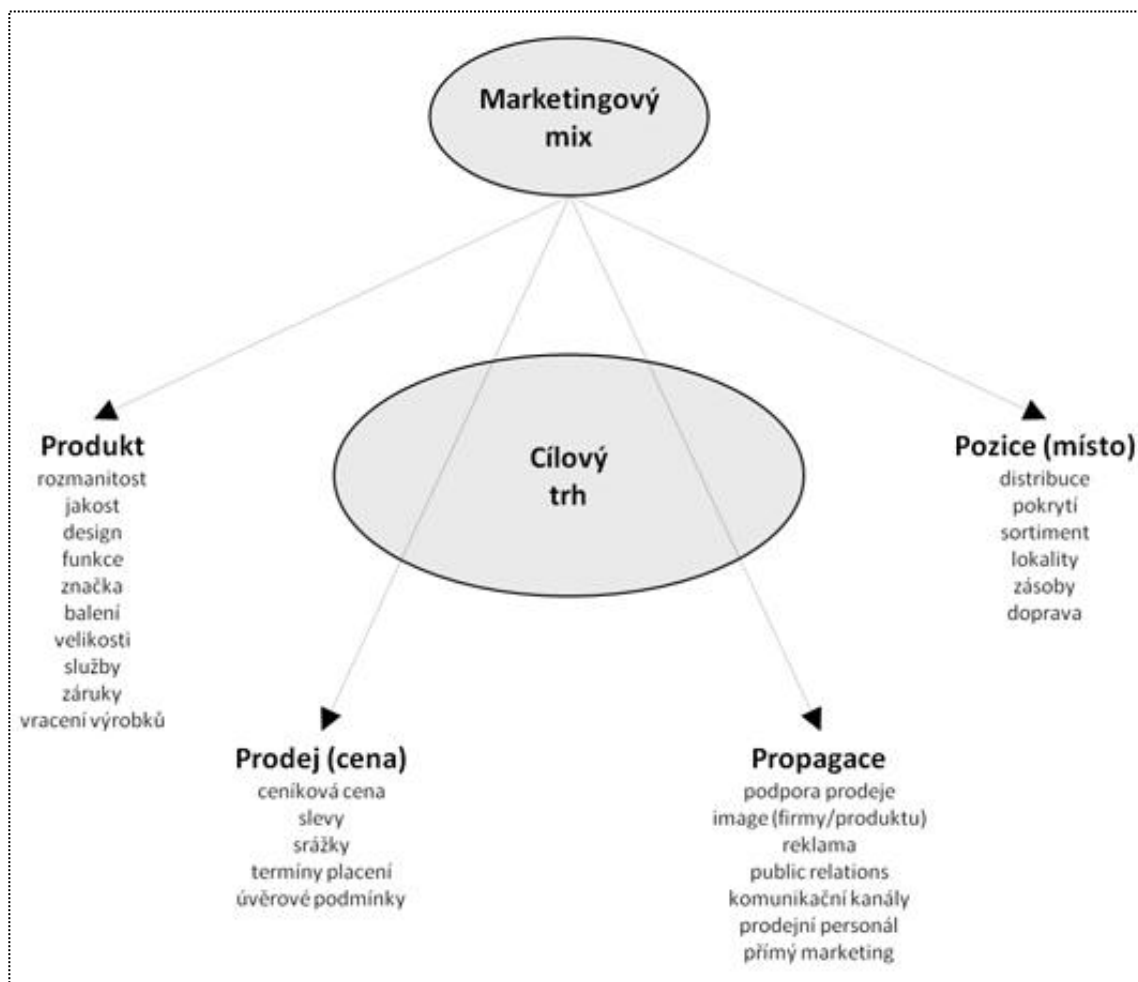 Marketingový
mix
Cílový
trh
Produkt
rozmanitost
jakost
design
funkce
značka
balení
velikosti
služby
záruky
vracení výrobků
Prodej (cena)
ceníková cena
slevy
srážky
termíny placení
úvěrové podmínky
Propagace
podpora prodeje
image (firmy/produktu)
reklama
public relations
komunikační kanály
prodejní personál
přímý marketing
Pozice (místo)
distribuce
pokrytí
sortiment
lokality
zásoby
doprava